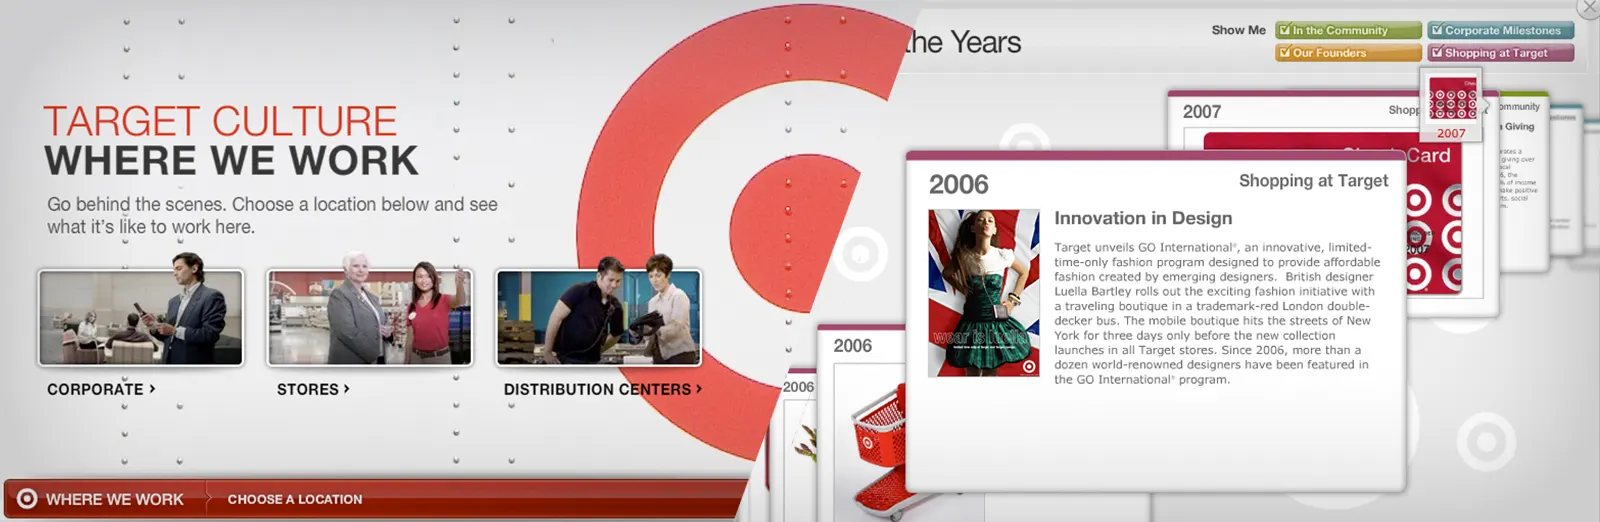 TARGET CULTURE
WHERE WE WORK
Go behind the scenes. Choose a location below and see
what it's like to work here.
CORPORATE ›
STORES ›
DISTRIBUTION CENTERS ›
WHERE WE WORK
CHOOSE A LOCATION
the Years
Show Me
In the Community
Corporate Milestones
Our Founders
Shopping at Target
2007
Shopp
2007
Card
ommunity
Giving
2006
Shopping at Target
Innovation in Design
Target unveils GO International®, an innovative, limited-
time-only fashion program designed to provide affordable
fashion created by emerging designers. British designer
Luella Bartley rolls out the exciting fashion initiative with
a traveling boutique in a trademark-red London double-
decker bus. The mobile boutique hits the streets of New
York for three days only before the new collection
launches in all Target stores. Since 2006, more than a
dozen world-renowned designers have been featured in
the GO International® program.
2006
2006